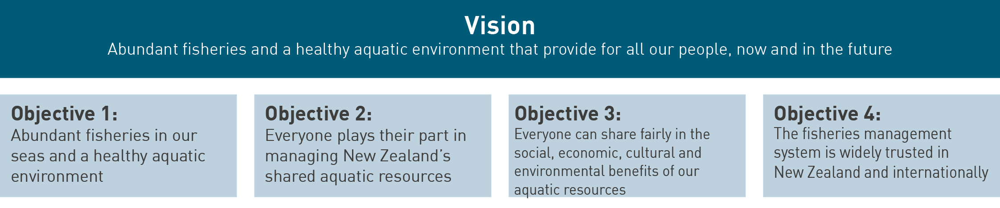 Vision
Abundant fisheries and a healthy aquatic environment that provide for all our people, now and in the future
Objective 1:
Abundant fisheries in our
seas and a healthy aquatic
environment
Objective 2:
Everyone plays their part in
managing New Zealand’s
shared aquatic resources
Objective 3:
Everyone can share fairly in the
social, economic, cultural and
environmental benefits of our
aquatic resources
Objective 4:
The fisheries management
system is widely trusted in
New Zealand and internationally